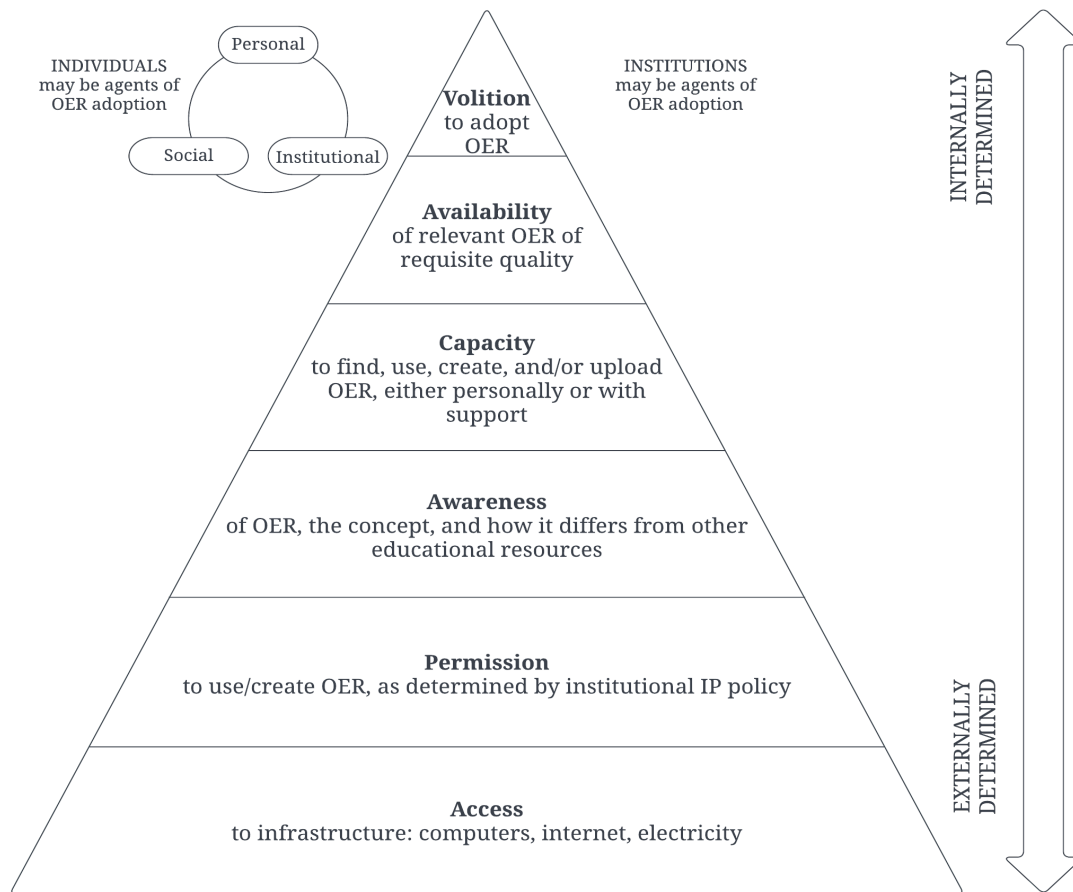 Personal
INDIVIDUALS
may be agents of
OER adoption
Social
Institutional
INSTITUTIONS
may be agents of
OER adoption
Volition
to adopt
OER
Availability
of relevant OER of
requisite quality
Capacity
to find, use, create, and/or upload
OER, either personally or with
support
Awareness
of OER, the concept, and how it differs from other
educational resources
Permission
to use/create OER, as determined by institutional IP policy
Access
to infrastructure: computers, internet, electricity
INTERNALLY
DETERMINED
EXTERNALLY
DETERMINED